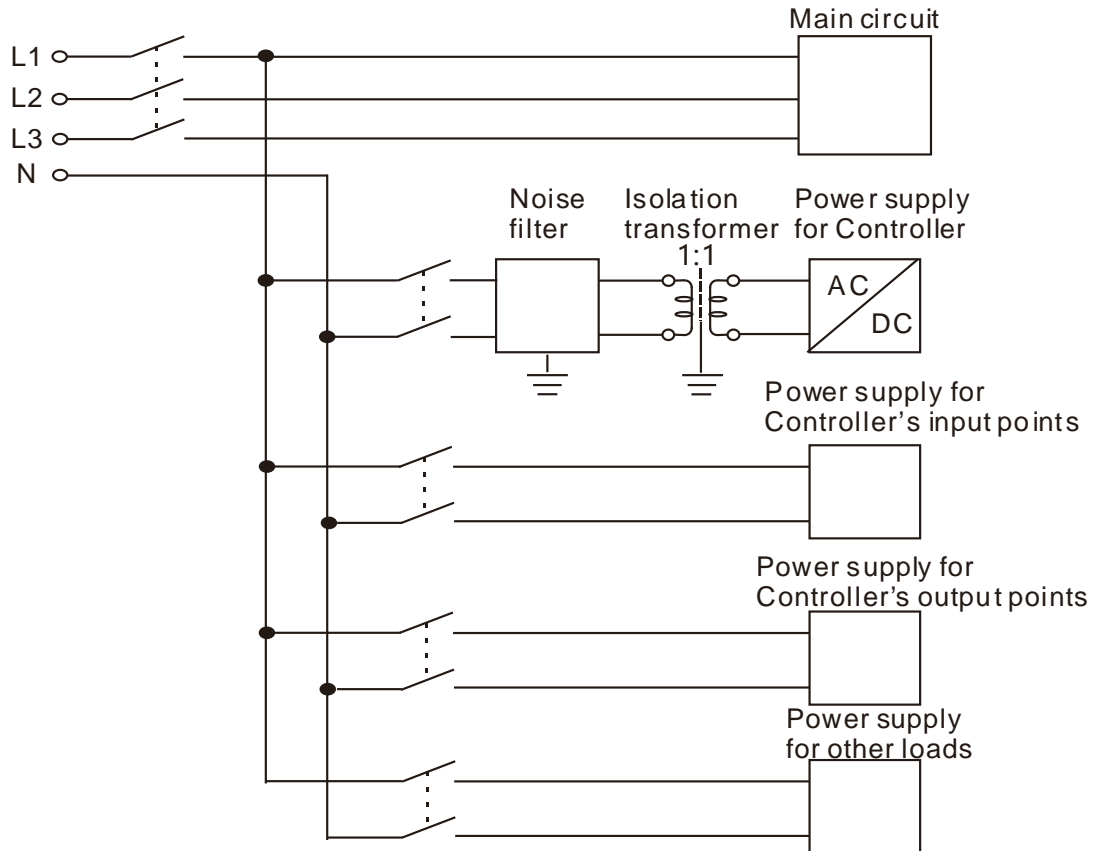 Main circuit
L1
L2
L3
N
Noise
filter
Isolation
transformer
1:1
Power supply
for Controller
AC
DC
Power supply for
Controller's input points
Power supply for
Controller's output points
Power supply
for other loads